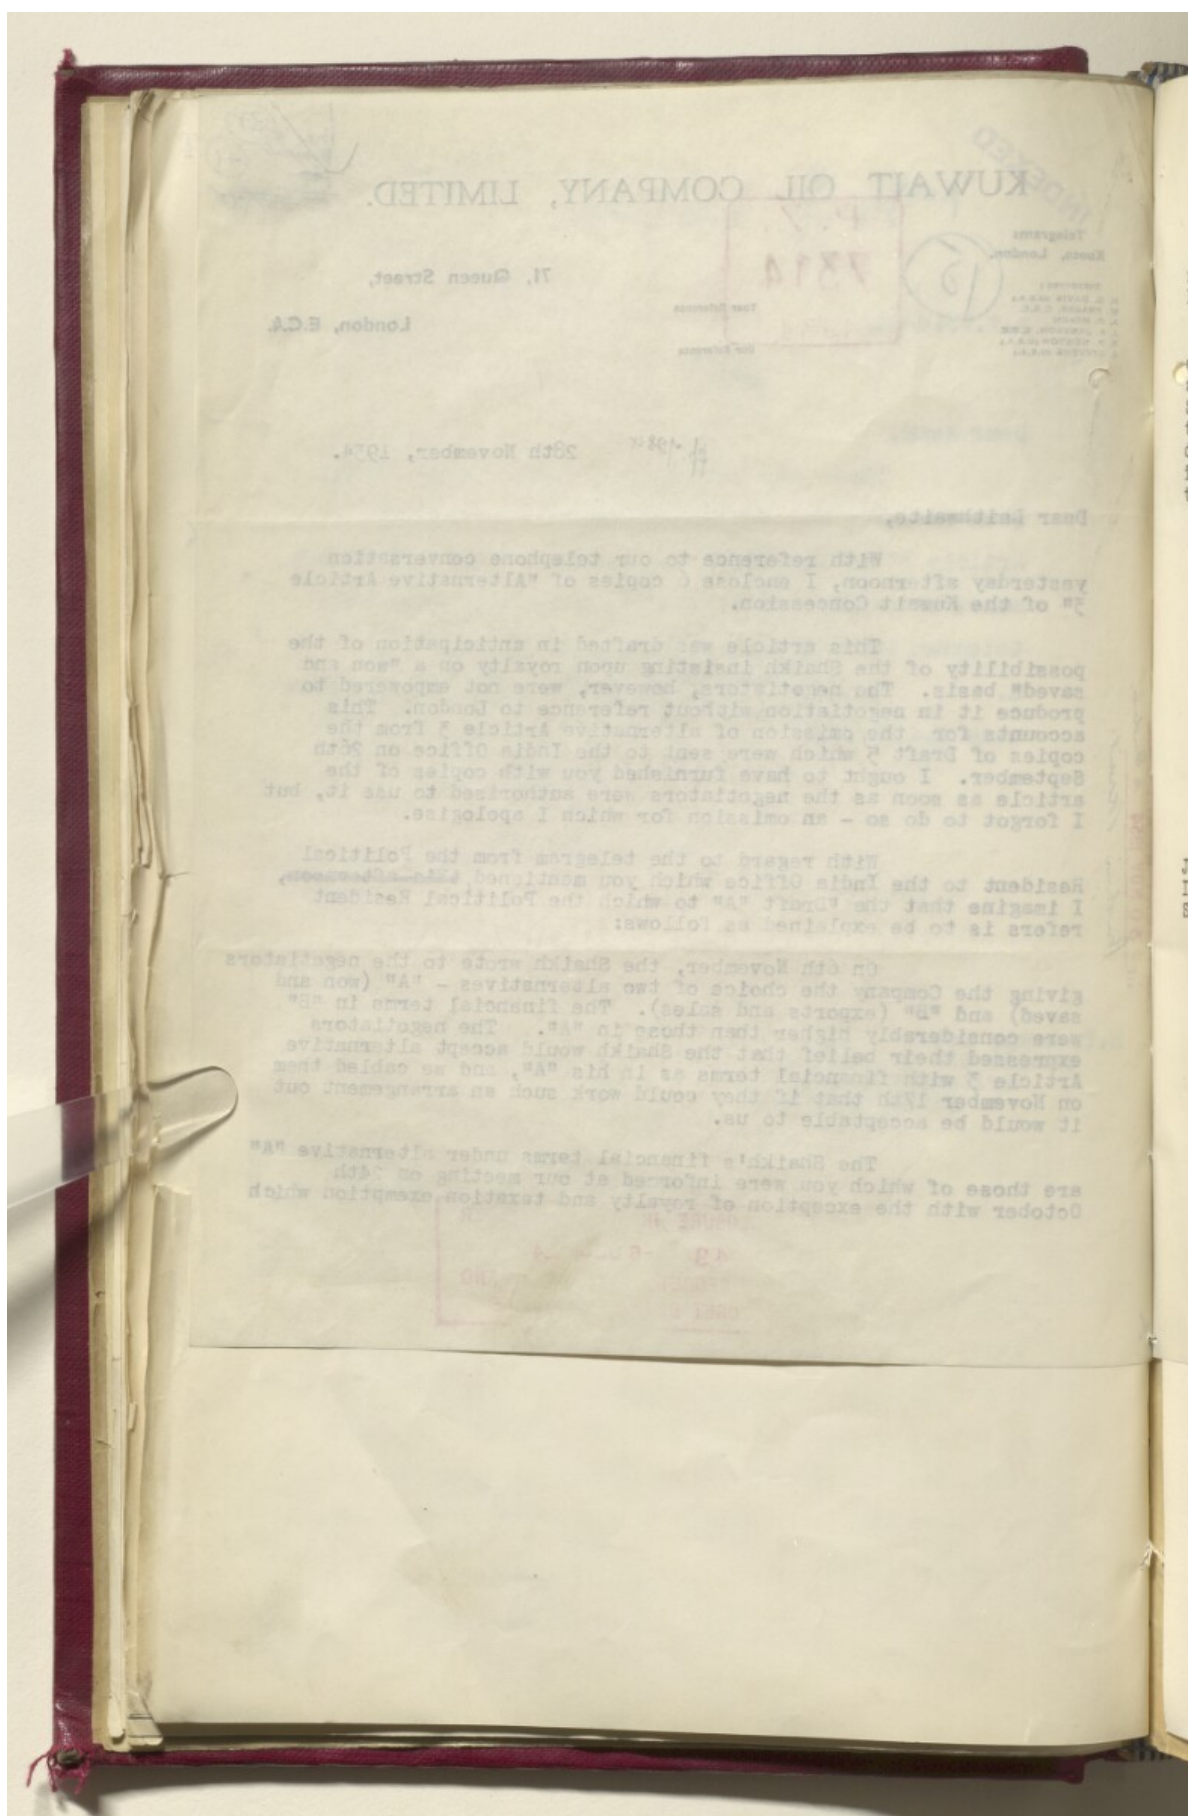 KUWAIT OIL COMPANY, LIMITED.
INDEXED
Telegrams
Kuoco, London.
P.Z.
7314
15
71, Queen Street,
London, E.C.4.
DIRECTORS:
Your Reference
Our Reference
28th November, 1934.
Dear Laithwaite,
With reference to our telephone conversation
yesterday afternoon, I enclose 6 copies of "Alternative Article
3" of the Kuwait Concession.
This article was drafted in anticipation of the
possibility of the Shaikh insisting upon royalty on a "won and
saved" basis. The negotiators, however, were not empowered to
produce it in negotiation without reference to London. This
accounts for the omission of alternative Article 3 from the
copies of Draft 5 which were sent to the India Office on 26th
September. I ought to have furnished you with copies of the
article as soon as the negotiators were authorised to use it, but
I forgot to do so - an omission for which I apologise.
With regard to the telegram from the Political
Resident to the India Office which you mentioned this afternoon,
I imagine that the "Draft "A" to which the Political Resident
refers is to be explained as follows:
On 6th November, the Shaikh wrote to the negotiators
giving the Company the choice of two alternatives - "A" (won and
saved) and "B" (exports and sales). The financial terms in "B"
were considerably higher than those in "A". The negotiators
expressed their belief that the Shaikh would accept alternative
Article 3 with financial terms as in his "A", and we cabled them
on November 17th that if they could work such an arrangement out
it would be acceptable to us.
The Shaikh's financial terms under alternative "A"
are those of which you were informed at our meeting on 24th
October with the exception of royalty and taxation exemption which